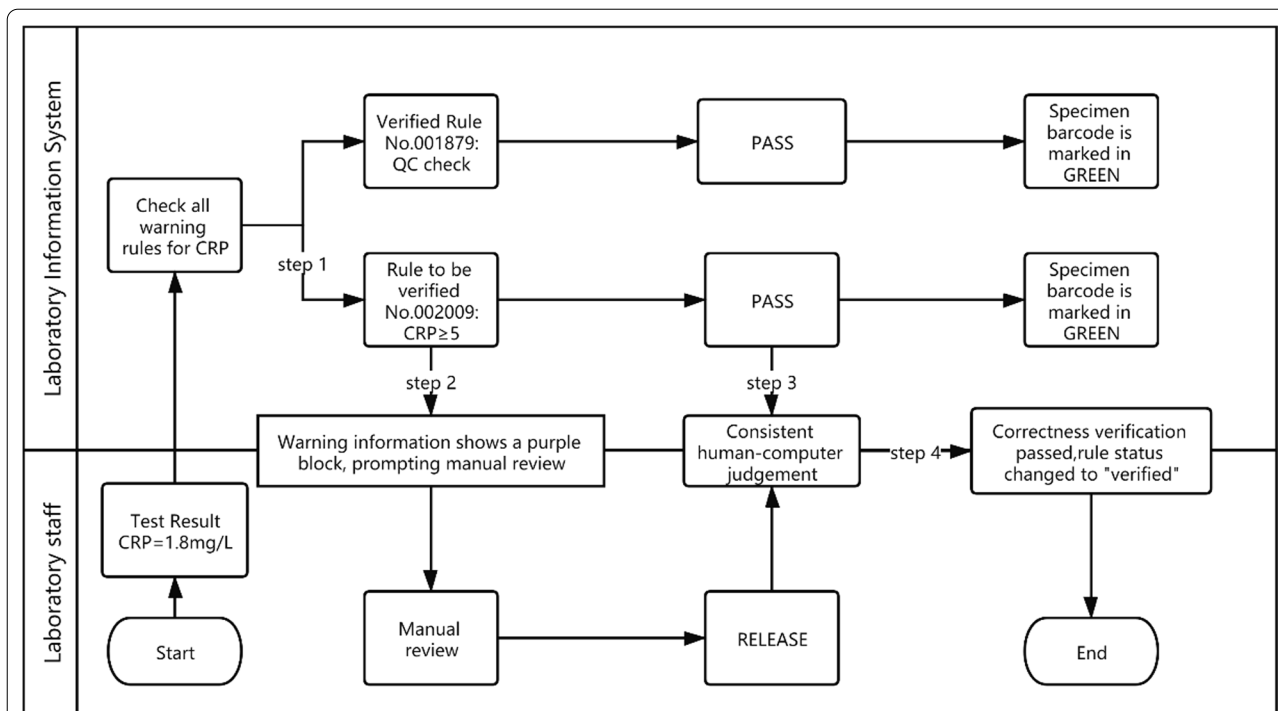 Laboratory Information System
Verified Rule
No.001879:
QC check
PASS
Specimen
barcode is
marked in
GREEN
Check all
warning
rules for CRP
step 1
Rule to be
verified
No.002009:
CRP≥5
PASS
Specimen
barcode is
marked in
GREEN
step 2
step 3
Warning information shows a purple
block, prompting manual review
Consistent
human-computer
judgement
step 4
Correctness verification
passed,rule status
changed to "verified"
Laboratory staff
Test Result
CRP=1.8mg/L
Start
Manual
review
RELEASE
End